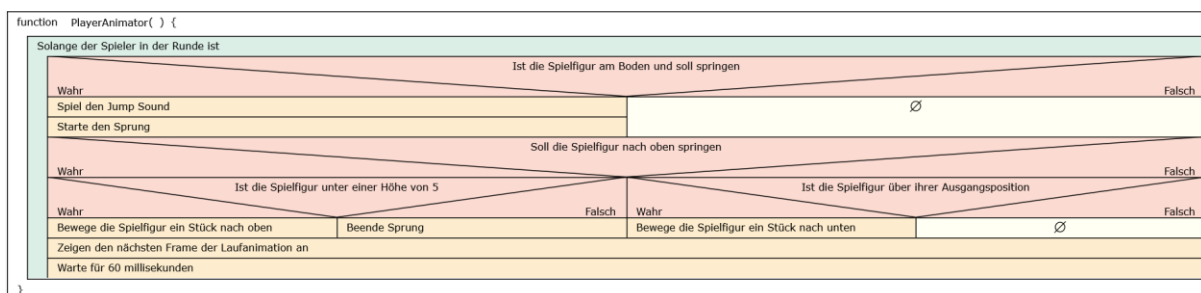 function PlayerAnimator( ) {
Solange der Spieler in der Runde ist
Ist die Spielfigur am Boden und soll springen
Wahr Falsch
Spiel den Jump Sound ∅
Starte den Sprung
Soll die Spielfigur nach oben springen
Wahr Falsch
Ist die Spielfigur unter einer Höhe von 5 Ist die Spielfigur über ihrer Ausgangsposition
Wahr Falsch Wahr Falsch
Bewege die Spielfigur ein Stück nach oben Beende Sprung Bewege die Spielfigur ein Stück nach unten ∅
Zeigen den nächsten Frame der Laufanimation an
Warte für 60 millisekunden
}